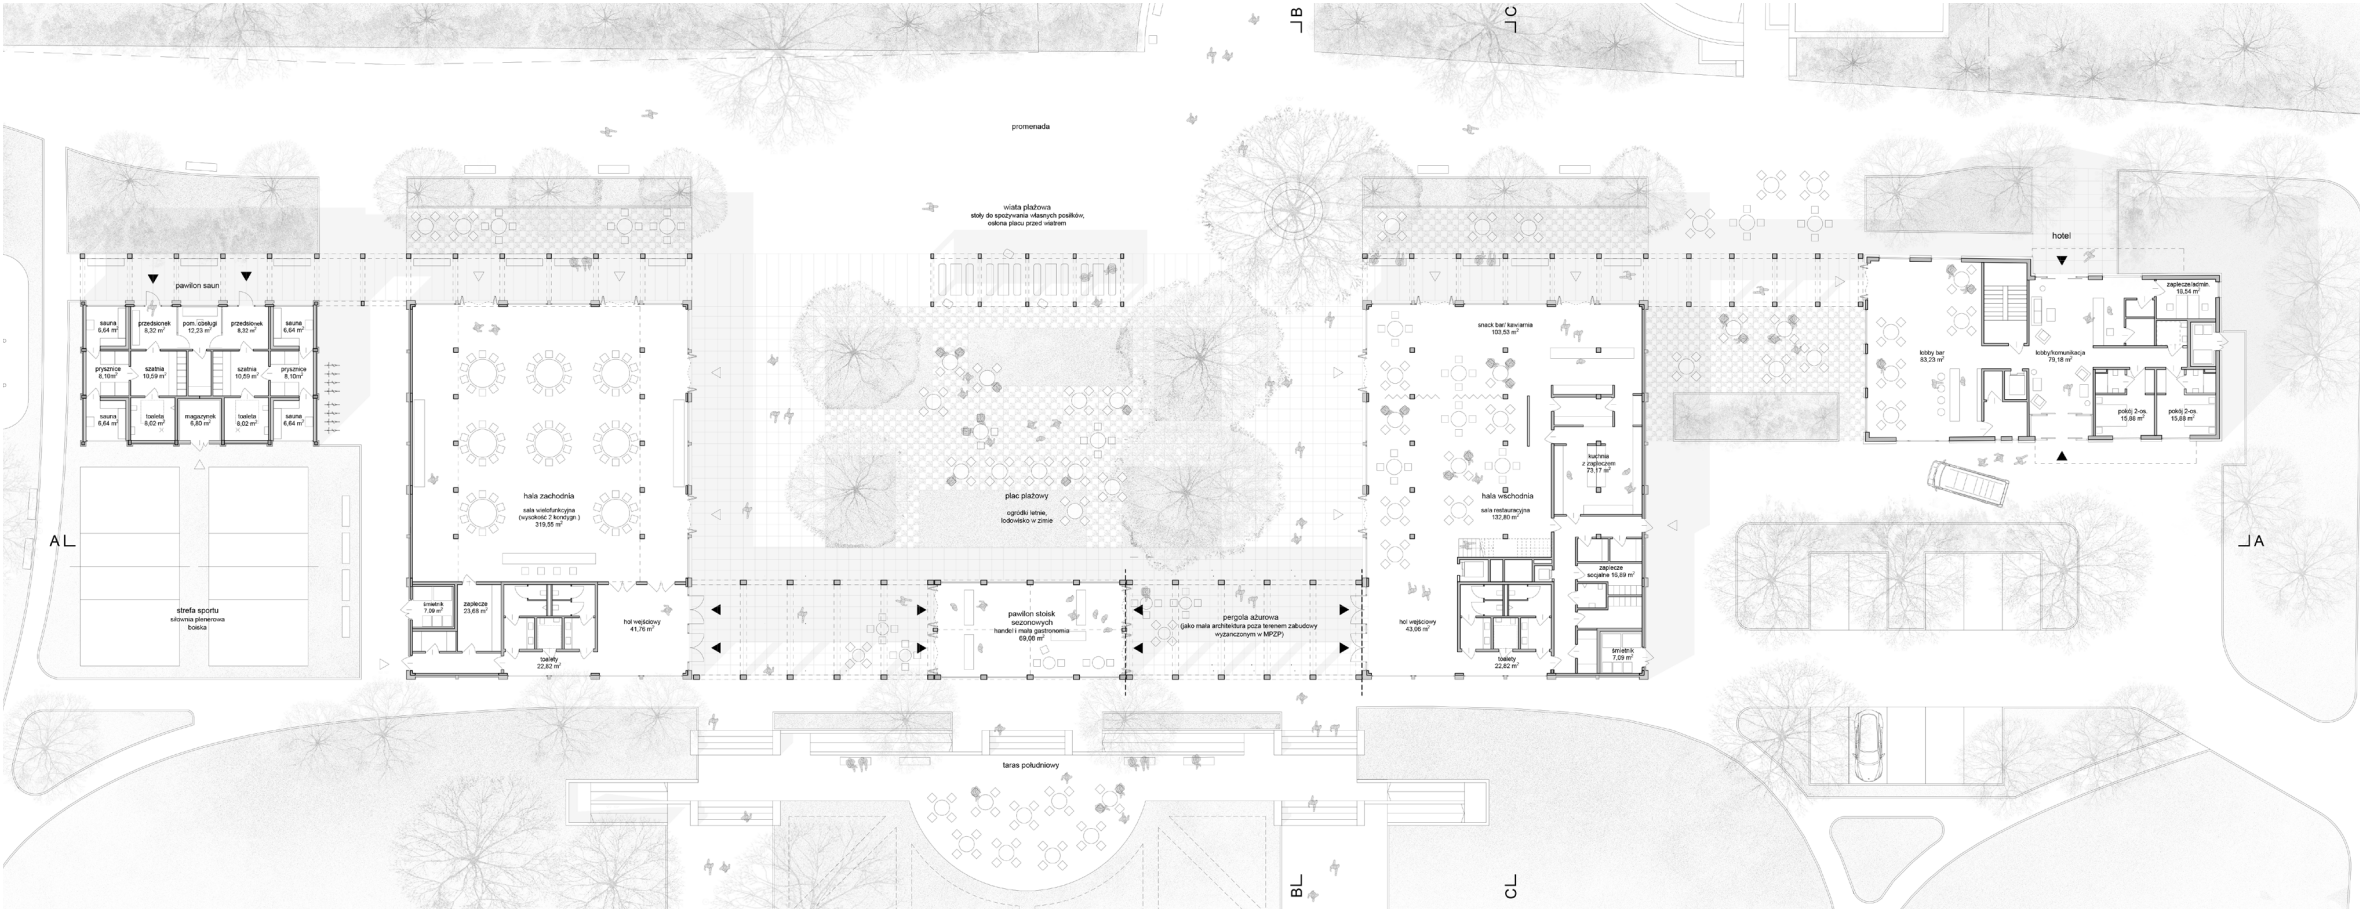 B
C
promenada
wiata plażowa
stoły do spożywania własnych posiłków,
osłona placu przed wiatrem
hotel
pawilon saun
sauna
6,64 m²
przedsionek
8,32 m²
pom. obsługi
12,23 m²
przedsionek
8,32 m²
sauna
6,64 m²
prysznice
8,10m²
szatnia
10,59 m²
szatnia
10,59 m²
prysznice
8,10m²
sauna
6,64 m²
toaleta
8,02 m²
magazynek
6,80 m²
toaleta
8,02 m²
sauna
6,64 m²
snack bar/ kawiarnia
103,53 m²
zaplecze/admin.
18,54 m²
lobby bar
83,23 m²
lobby/komunikacja
79,18 m²
pokój 2-os.
15,88 m²
pokój 2-os.
15,88 m²
kuchnia
z zapleczem
73,17 m²
hala zachodnia
sala wielofunkcyjna
(wysokość 2 kondygn.)
319,55 m²
plac plażowy
ogródki letnie,
lodowisko w zimie
hala wschodnia
sala restauracyjna
132,80 m²
A
A
zaplecze
socjalne 16,89 m²
strefa sportu
siłownia plenerowa
boiska
śmietnik
7,09 m²
zaplecze
23,68 m²
hol wejściowy
41,76 m²
toalety
22,82 m²
pawilon stoisk
sezonowych
handel i mała gastronomia
69,08 m²
pergola ażurowa
(jako mała architektura poza terenem zabudowy
wyżanczonym w MPZP)
hol wejściowy
43,06 m²
toalety
22,82 m²
śmietnik
7,09 m²
taras południowy
B
C